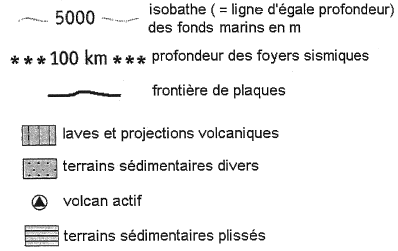 5000 isobathe ( = ligne d'égale profondeur)
des fonds marins en m
*** 100 km *** profondeur des foyers sismiques
frontière de plaques
laves et projections volcaniques
terrains sédimentaires divers
volcan actif
terrains sédimentaires plissés